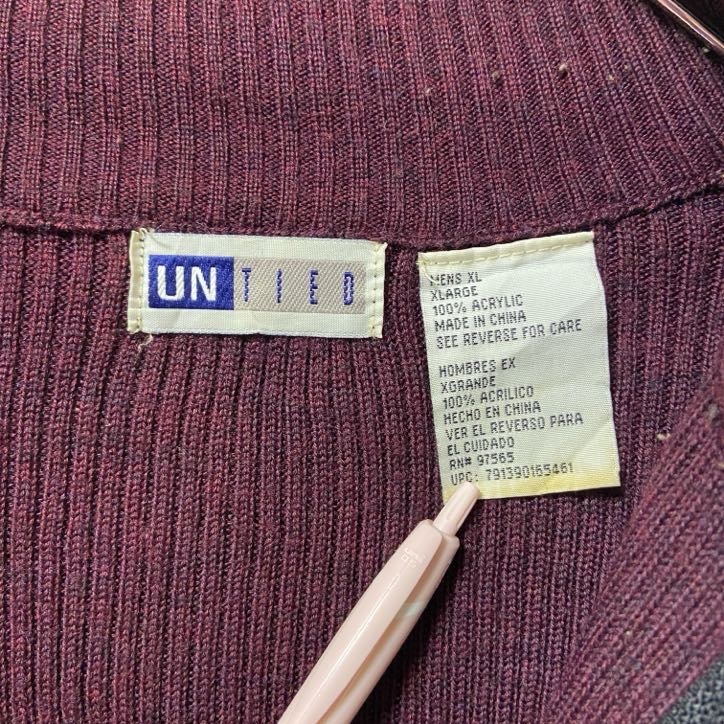 UNTIED
MENS XL
XLARGE
100% ACRYLIC
MADE IN CHINA
SEE REVERSE FOR CARE
HOMBRES EX
XGRANDE
100% ACRILICO
HECHO EN CHINA
VER EL REVERSO PARA
EL CUIDADO
RN# 97565
UPC: 791390165461